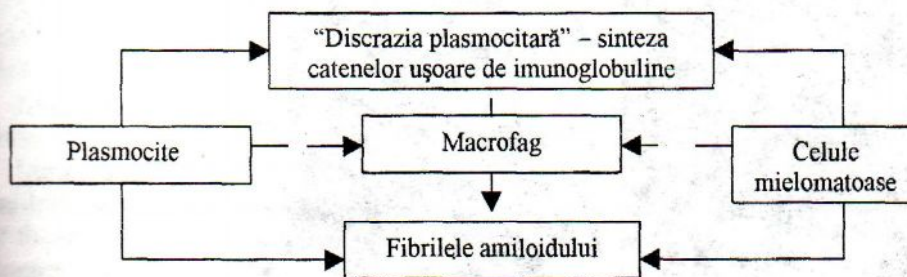 “Discrazia plasmocitară” – sinteza
catenelor uşoare de imunoglobuline
Plasmocite
Macrofag
Celule
mielomatoase
Fibrilele amiloidului